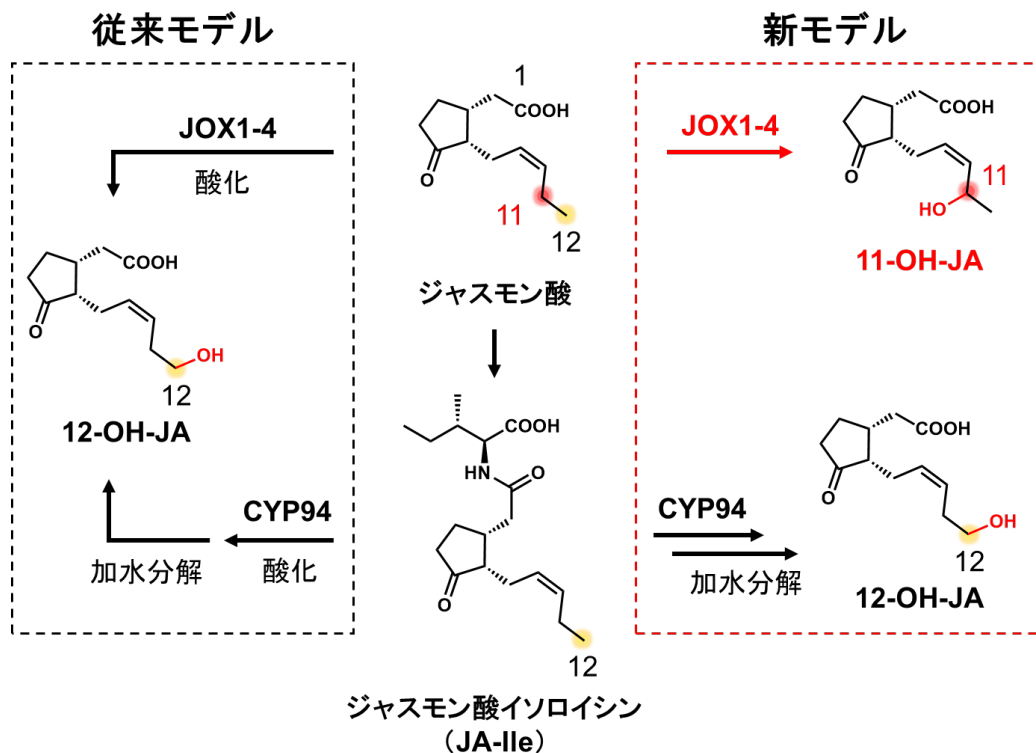 従来モデル
JOX1-4
酸化
COOH
O
OH
12
12-OH-JA
CYP94
加水分解
酸化
1
COOH
O
11
12
ジャスモン酸
COOH
HN
O
O
12
ジャスモン酸イソロイシン
（JA-Ile）
新モデル
JOX1-4
COOH
O
11
HO
11-OH-JA
CYP94
加水分解
COOH
O
OH
12
12-OH-JA